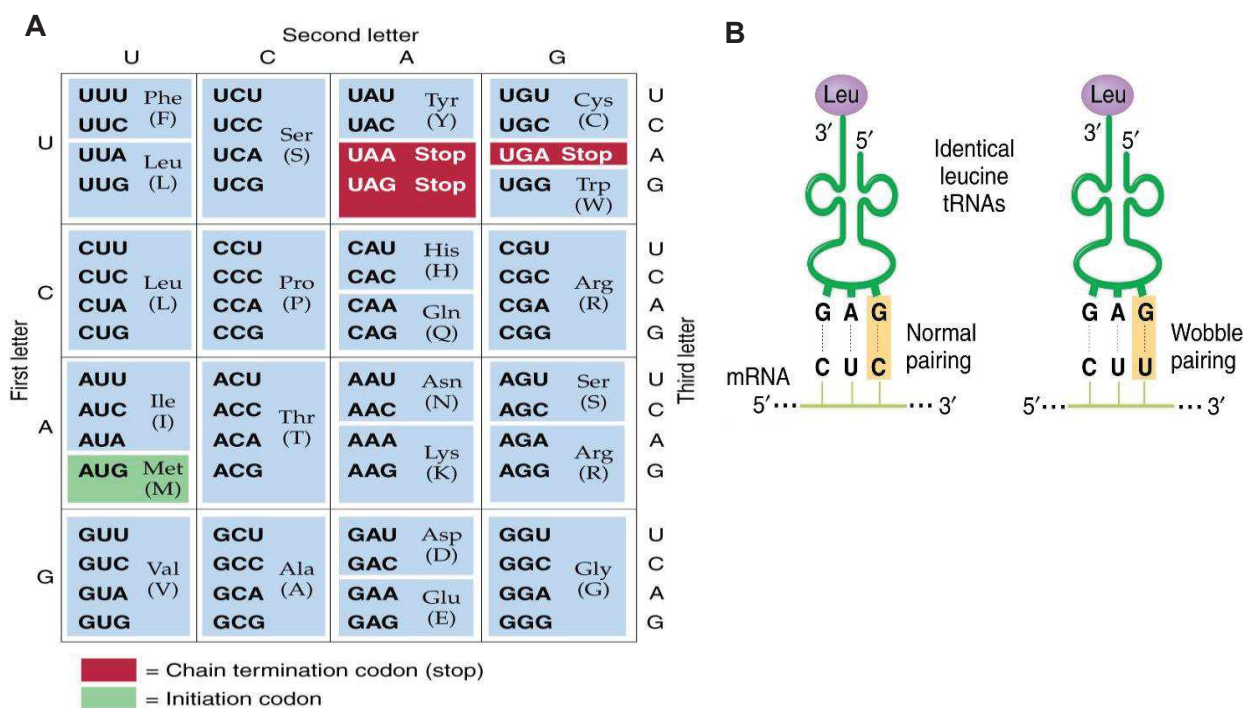 A
Second letter
U C A G
First letter
Third letter
U
UUU Phe UCU UAU Tyr UGU Cys U
UUC (F) UCC Ser UAC (Y) UGC (C) C
UUA Leu UCA (S) UAA Stop UGA Stop A
UUG (L) UCG UAG Stop UGG Trp (W) G
C
CUU CCU CAU His CGU U
CUC Leu CCC Pro CAC (H) CGC Arg C
CUA (L) CCA (P) CAA Gln CGA (R) A
CUG CCG CAG (Q) CGG G
A
AUU ACU AAU Asn AGU Ser U
AUC Ile ACC Thr AAC (N) AGC (S) C
AUA (I) ACA (T) AAA Lys AGA Arg A
AUG Met (M) ACG AAG (K) AGG (R) G
G
GUU GCU GAU Asp GGU U
GUC Val GCC Ala GAC (D) GGC Gly C
GUA (V) GCA (A) GAA Glu GGA (G) A
GUG GCG GAG (E) GGG G
= Chain termination codon (stop)
= Initiation codon
B
Leu Leu
3′ 5′ 3′ 5′
Identical
leucine
tRNAs
G A G G A G
Normal
pairing
Wobble
pairing
C U C C U U
mRNA
5′ 3′ 5′ 3′